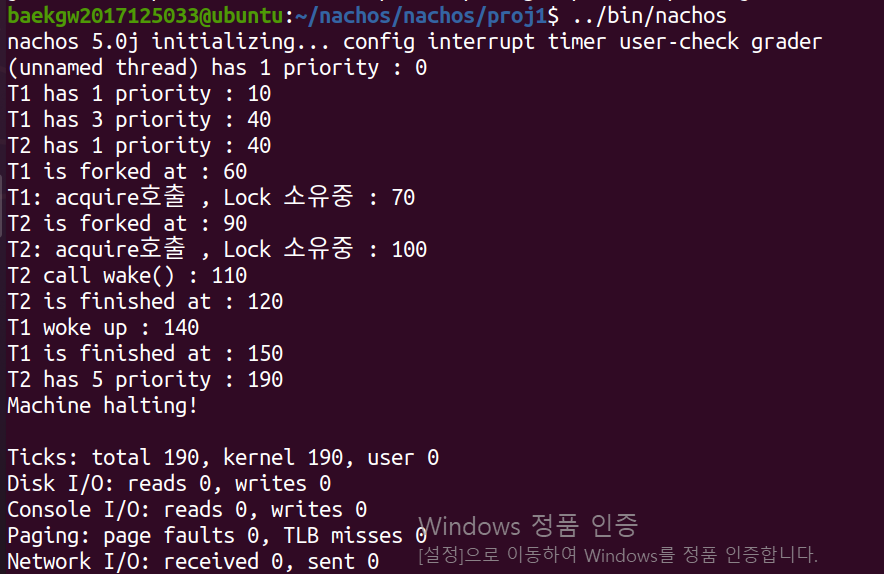 baekgw2017125033@ubuntu:~/nachos/nachos/proj1$ ../bin/nachos
nachos 5.0j initializing... config interrupt timer user-check grader
(unnamed thread) has 1 priority : 0
T1 has 1 priority : 10
T1 has 3 priority : 40
T2 has 1 priority : 40
T1 is forked at : 60
T1: acquire호출 , Lock 소유중 : 70
T2 is forked at : 90
T2: acquire호출 , Lock 소유중 : 100
T2 call wake() : 110
T2 is finished at : 120
T1 woke up : 140
T1 is finished at : 150
T2 has 5 priority : 190
Machine halting!
Ticks: total 190, kernel 190, user 0
Disk I/O: reads 0, writes 0
Console I/O: reads 0, writes 0
Paging: page faults 0, TLB misses 0
Network I/O: received 0, sent 0
Windows 정품 인증
[설정]으로 이동하여 Windows를 정품 인증합니다.